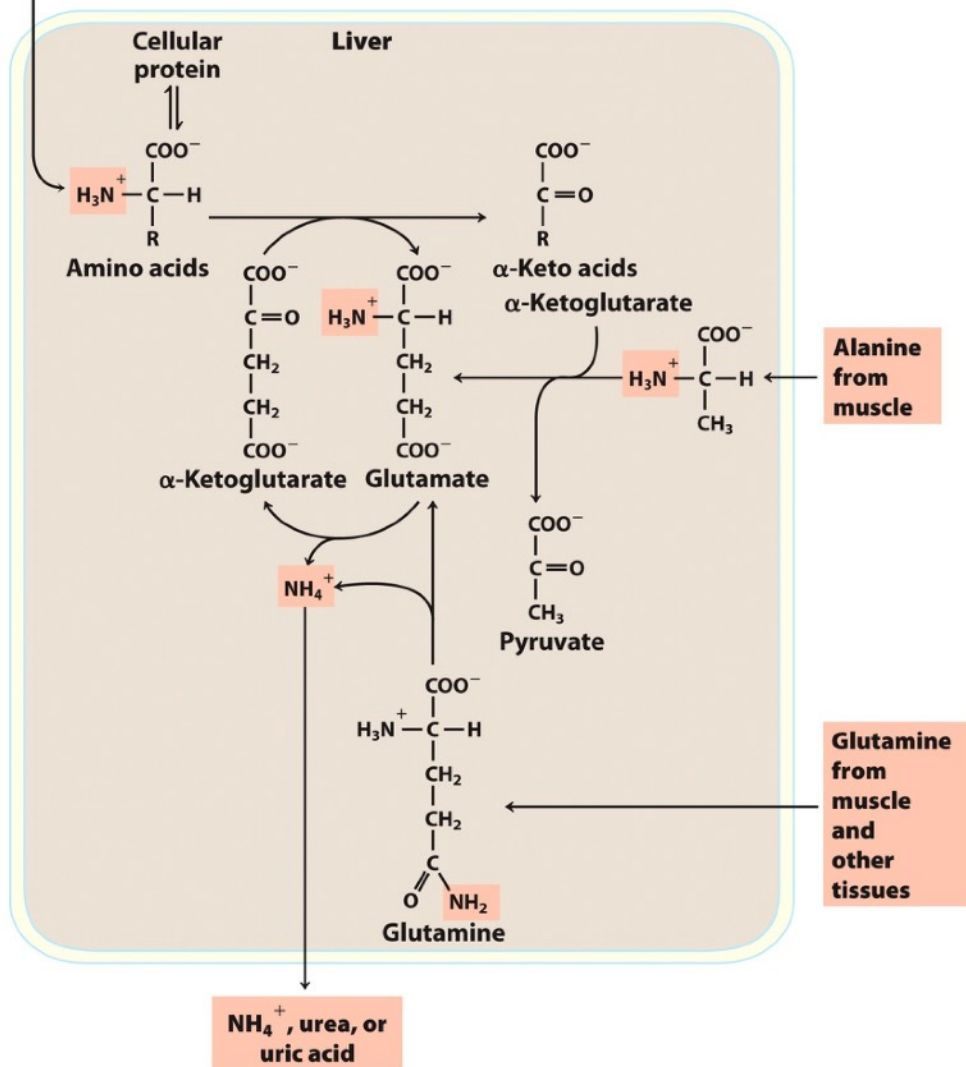 Cellular
protein
Liver
COO⁻
H₃N⁺—C—H
R
Amino acids
COO⁻
C=O
R
α-Keto acids
α-Ketoglutarate
COO⁻
C=O
CH₂
CH₂
COO⁻
α-Ketoglutarate
COO⁻
H₃N⁺—C—H
CH₂
CH₂
COO⁻
Glutamate
COO⁻
H₃N⁺—C—H
CH₃
Alanine
from
muscle
NH₄⁺
COO⁻
C=O
CH₃
Pyruvate
COO⁻
H₃N⁺—C—H
CH₂
CH₂
C
O
NH₂
Glutamine
Glutamine
from
muscle
and
other
tissues
NH₄⁺, urea, or
uric acid